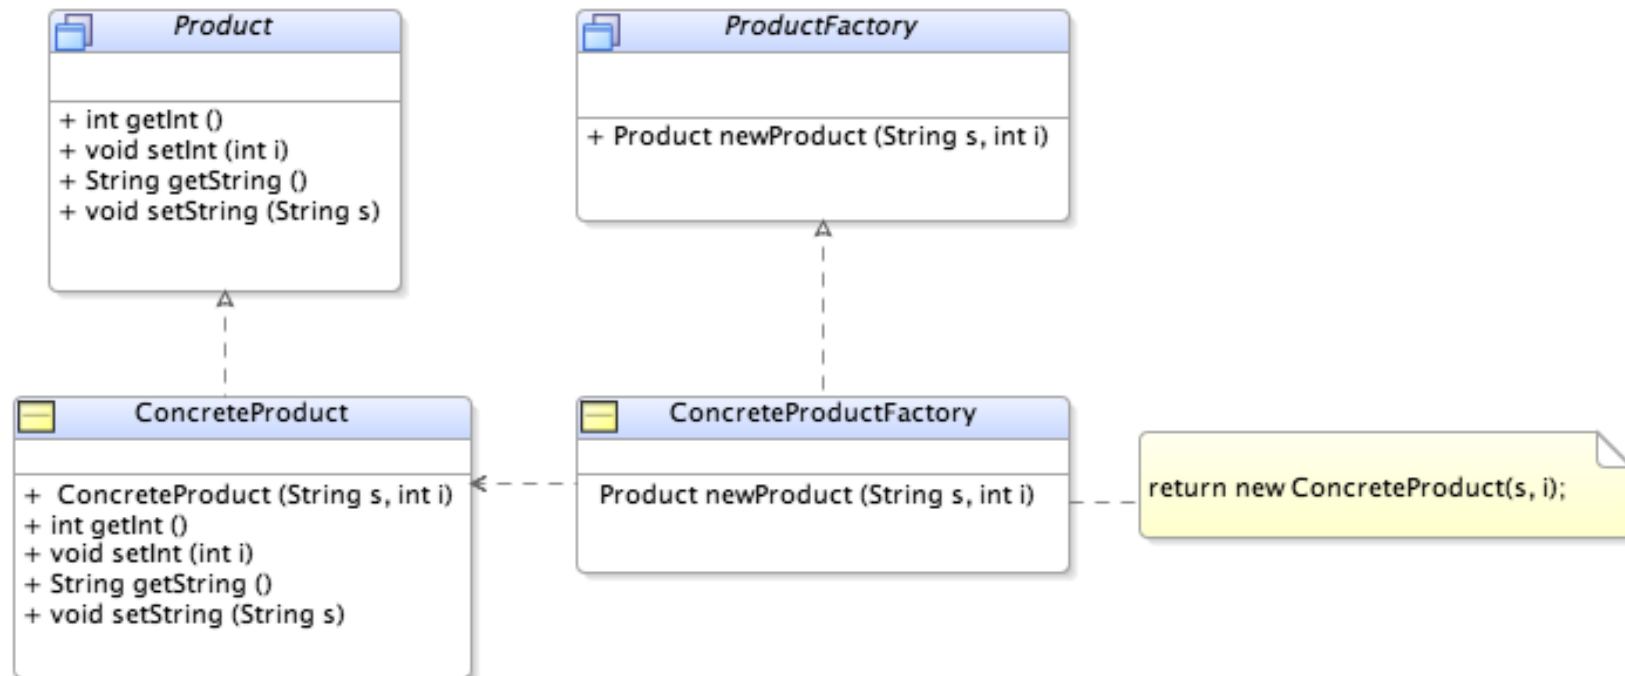 Product
+ int getInt ()
+ void setInt (int i)
+ String getString ()
+ void setString (String s)
ProductFactory
+ Product newProduct (String s, int i)
ConcreteProduct
+  ConcreteProduct (String s, int i)
+ int getInt ()
+ void setInt (int i)
+ String getString ()
+ void setString (String s)
ConcreteProductFactory
Product newProduct (String s, int i)
return new ConcreteProduct(s, i);